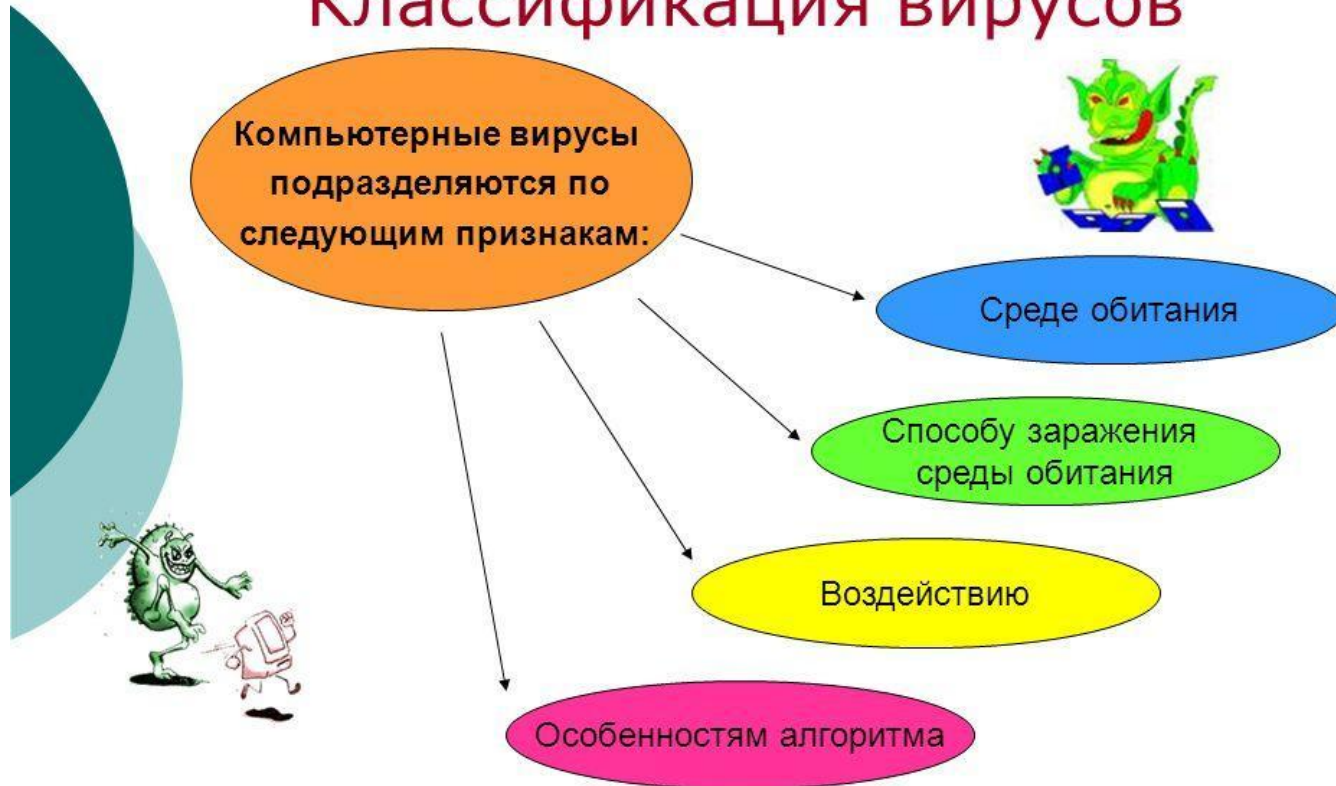 Классификация вирусов
Компьютерные вирусы
подразделяются по
следующим признакам:
Среде обитания
Способу заражения
среды обитания
Воздействию
Особенностям алгоритма